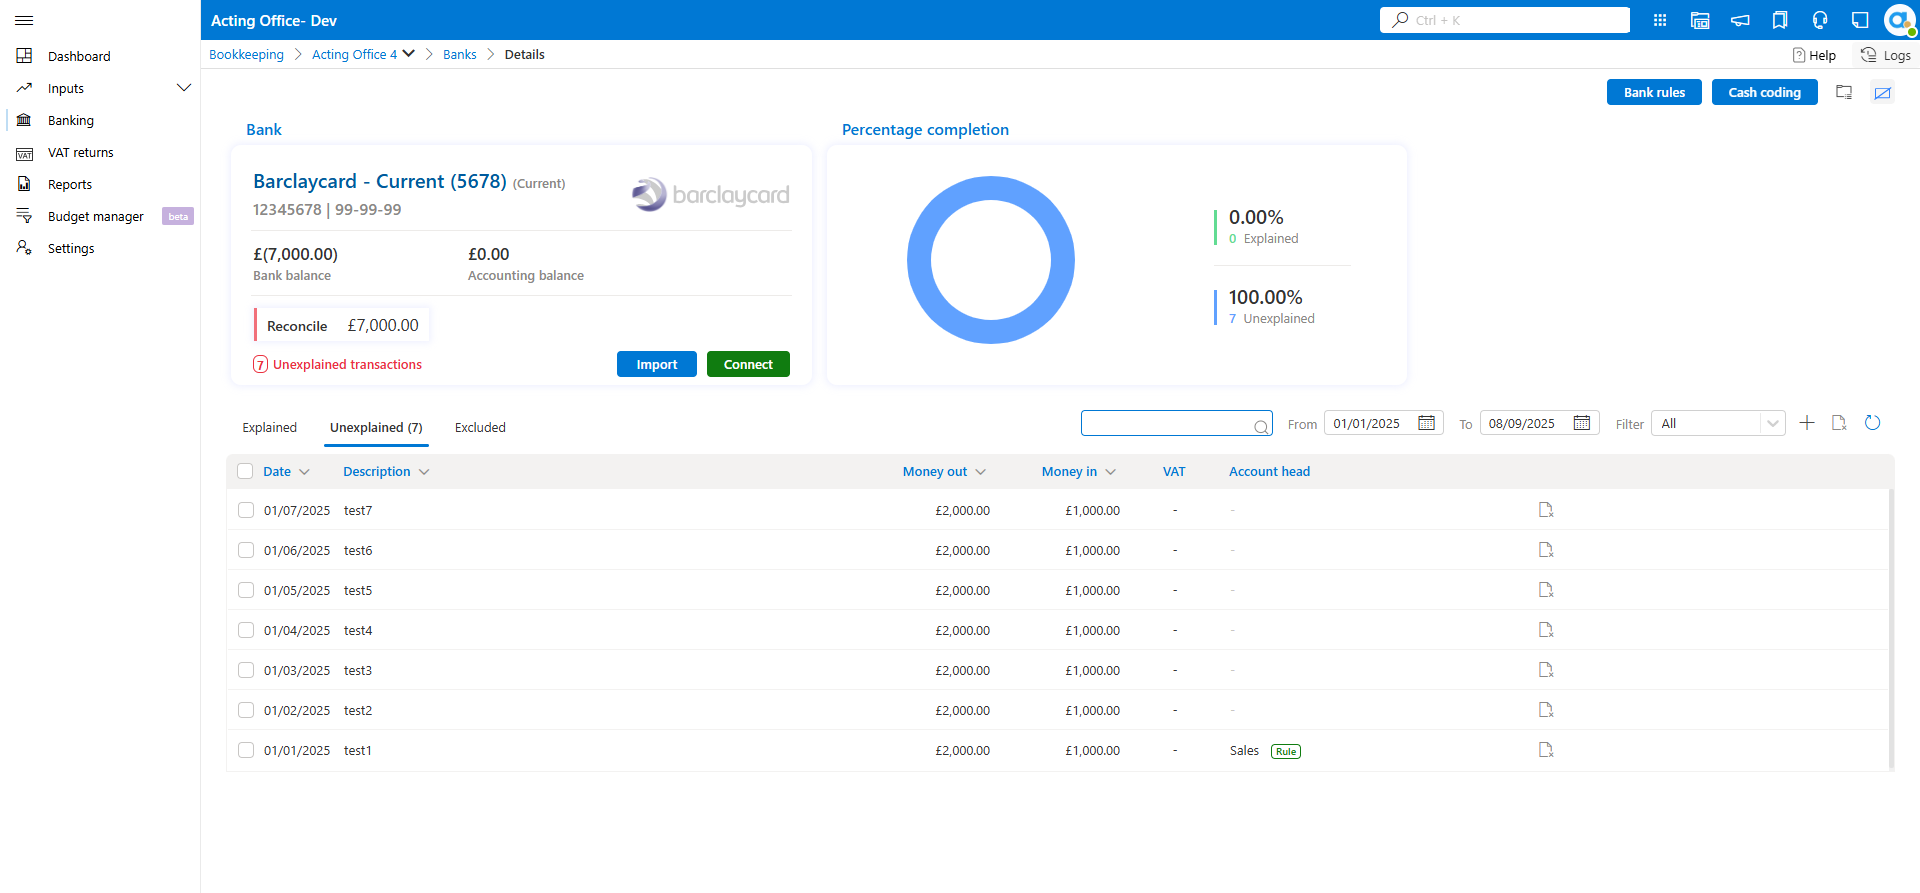 Acting Office- Dev
Ctrl + K
Dashboard
Inputs
Banking
VAT
VAT returns
Reports
Budget manager beta
Settings
Bookkeeping Acting Office 4 Banks Details
Help Logs
Bank rules Cash coding
Bank
Barclaycard - Current (5678) (Current)
12345678 | 99-99-99
barclaycard
£(7,000.00) £0.00
Bank balance Accounting balance
Reconcile £7,000.00
7 Unexplained transactions
Import Connect
Percentage completion
0.00%
0 Explained
100.00%
7 Unexplained
Explained Unexplained (7) Excluded
From 01/01/2025 To 08/09/2025 Filter All
Date Description Money out Money in VAT Account head
01/07/2025 test7 £2,000.00 £1,000.00 - -
01/06/2025 test6 £2,000.00 £1,000.00 - -
01/05/2025 test5 £2,000.00 £1,000.00 - -
01/04/2025 test4 £2,000.00 £1,000.00 - -
01/03/2025 test3 £2,000.00 £1,000.00 - -
01/02/2025 test2 £2,000.00 £1,000.00 - -
01/01/2025 test1 £2,000.00 £1,000.00 - Sales Rule